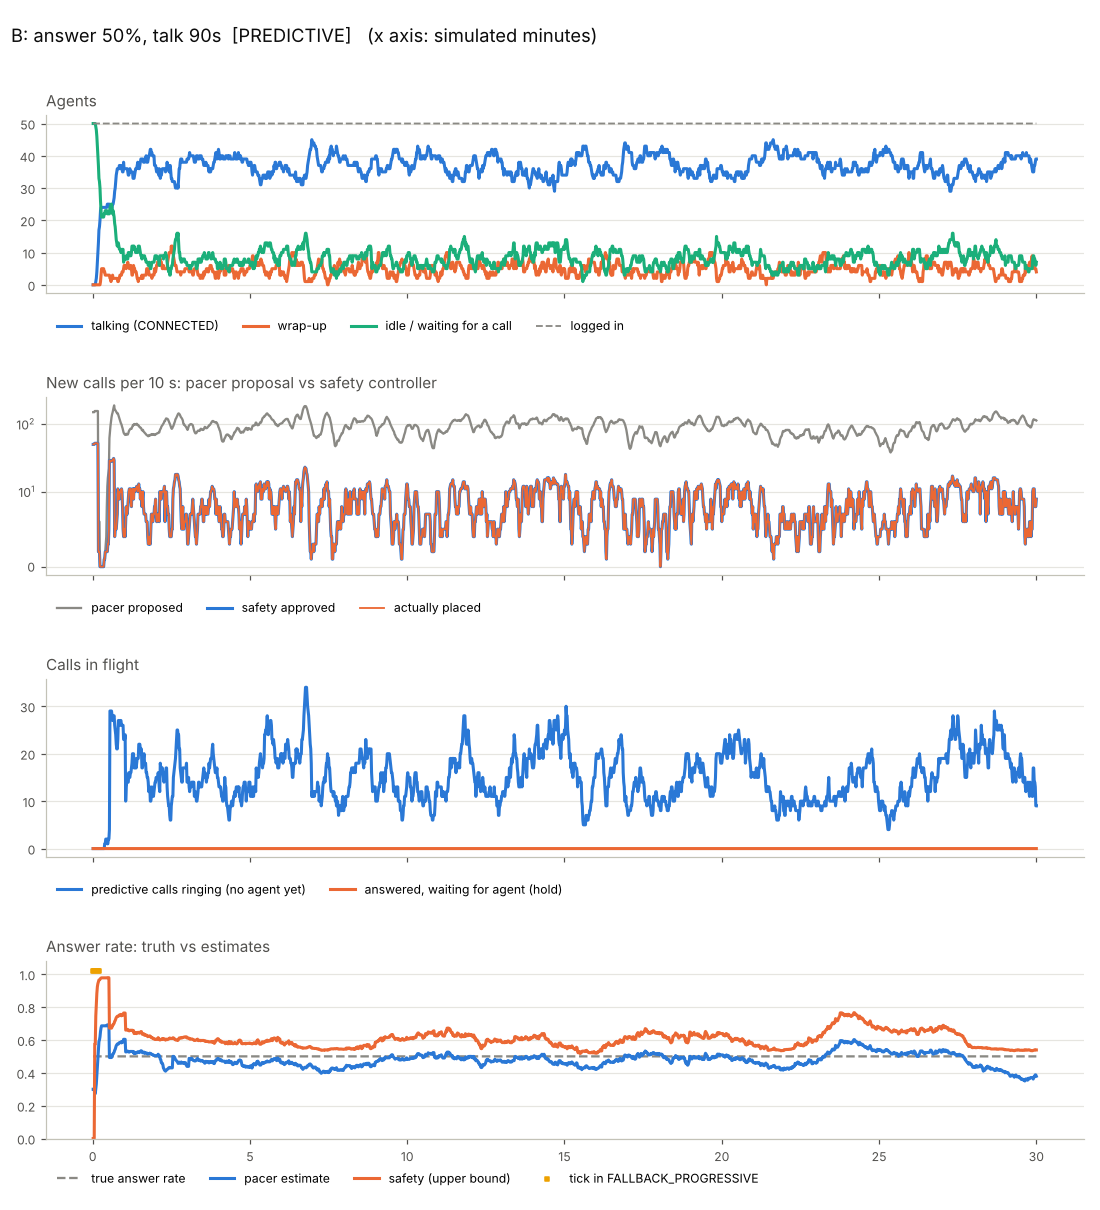 B: answer 50%, talk 90s [PREDICTIVE] (x axis: simulated minutes)
Agents
50
40
30
20
10
0
talking (CONNECTED) wrap-up idle / waiting for a call logged in
New calls per 10 s: pacer proposal vs safety controller
10²
10¹
0
pacer proposed safety approved actually placed
Calls in flight
30
20
10
0
predictive calls ringing (no agent yet) answered, waiting for agent (hold)
Answer rate: truth vs estimates
1.0
0.8
0.6
0.4
0.2
0.0
0 5 10 15 20 25 30
true answer rate pacer estimate safety (upper bound) tick in FALLBACK_PROGRESSIVE